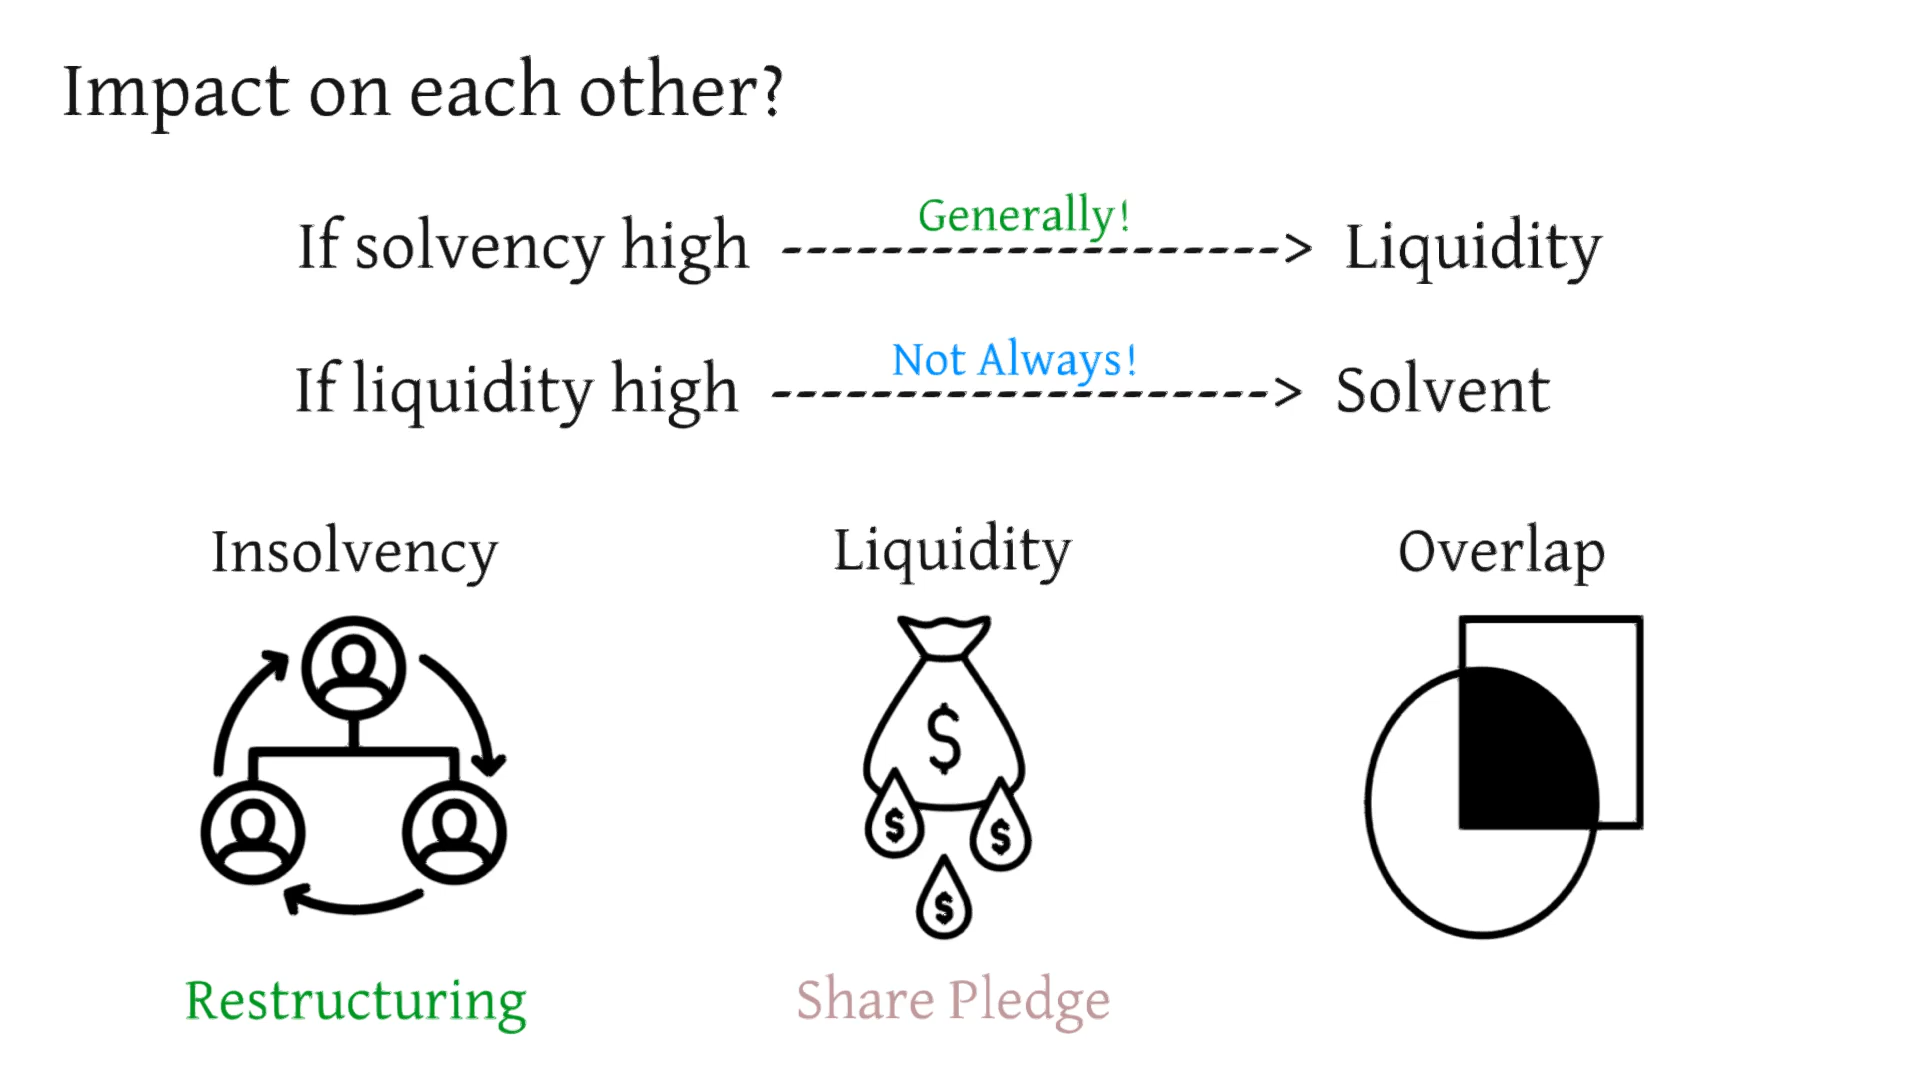 Impact on each other?
Generally!
If solvency high --------------------> Liquidity
Not Always!
If liquidity high --------------------> Solvent
Insolvency Liquidity Overlap
$
$ $
$
Restructuring Share Pledge